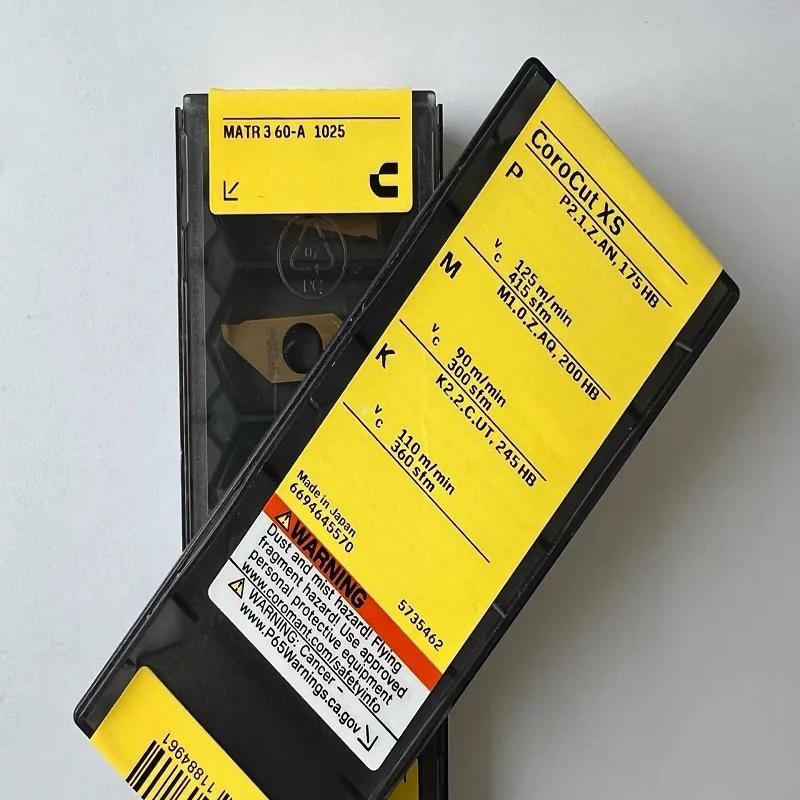 MATR 3 60-A 1025
07
PC
CoroCut XS
P
P2.1.Z.AN, 175 HB
vc 125 m/min
415 sfm
M
M1.0.Z.AQ, 200 HB
vc 90 m/min
300 sfm
K
K2.2.C.UT, 245 HB
vc 110 m/min
360 sfm
Made in Japan
6694645570
5735462
WARNING
Dust and mist hazard! Flying
fragment hazard! Use approved
personal protective equipment
www.coromant.com/safetyinfo
WARNING: Cancer –
www.P65Warnings.ca.gov
11884961